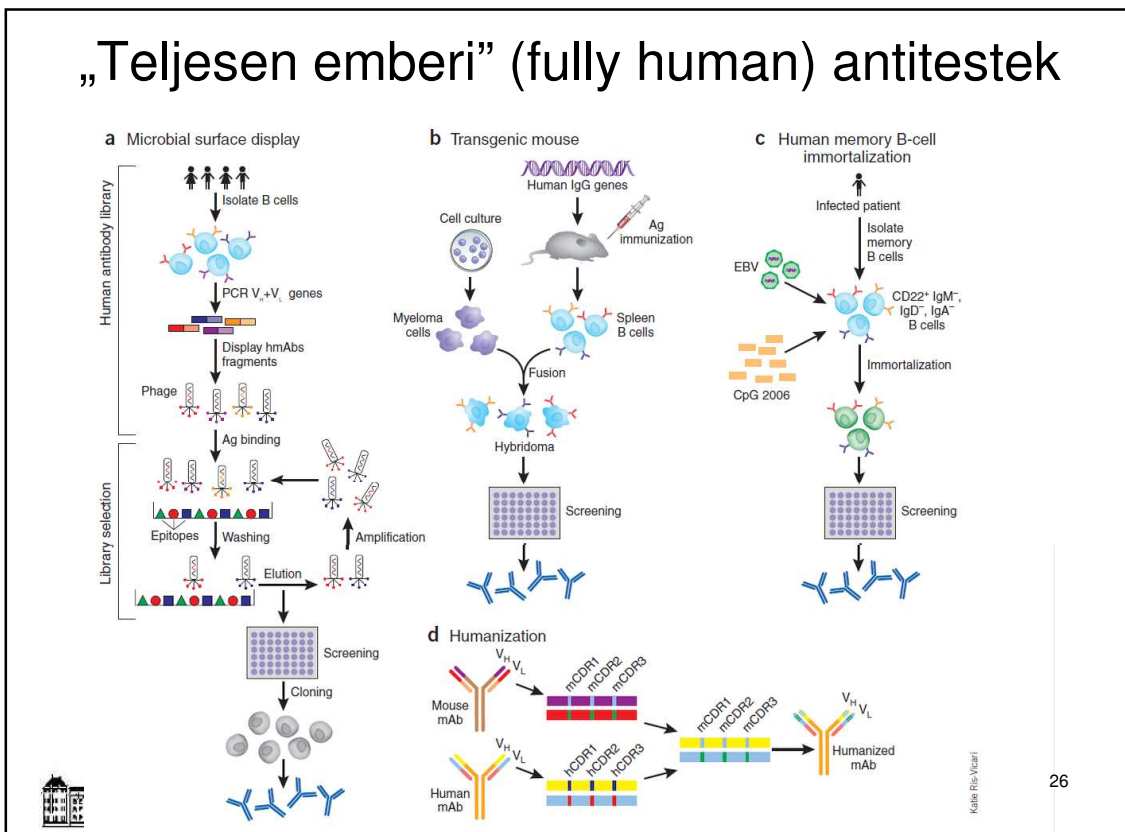 „Teljesen emberi” (fully human) antitestek
a Microbial surface display
Human antibody library
Isolate B cells
PCR VH+VL genes
Display hmAbs
fragments
Phage
Ag binding
Library selection
Epitopes
Washing
Amplification
Elution
Screening
Cloning
b Transgenic mouse
Human IgG genes
Cell culture
Ag
immunization
Myeloma
cells
Spleen
B cells
Fusion
Hybridoma
Screening
c Human memory B-cell
immortalization
Infected patient
Isolate
memory
B cells
EBV
CD22+ IgM–,
IgD–, IgA–
B cells
CpG 2006
Immortalization
Screening
d Humanization
VH
VL
Mouse
mAb
mCDR1
mCDR2
mCDR3
VH
VL
Human
mAb
hCDR1
hCDR2
hCDR3
mCDR1
mCDR2
mCDR3
VH
VL
Humanized
mAb
Katie Ris-Vicari
26